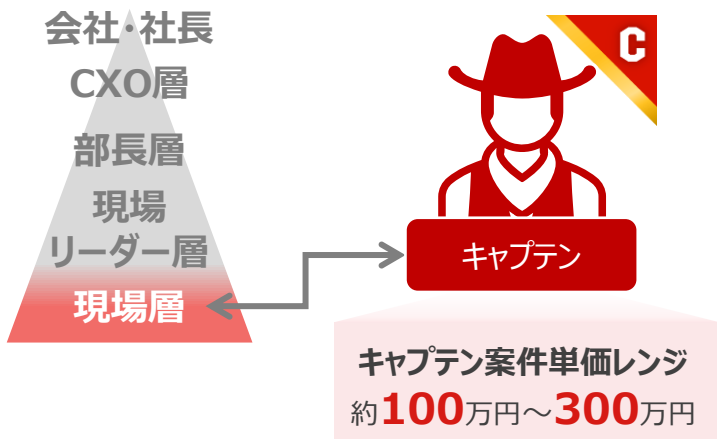 会社・社長
CXO層
部長層
現場
リーダー層
現場層
C
キャプテン
キャプテン案件単価レンジ
約100万円～300万円